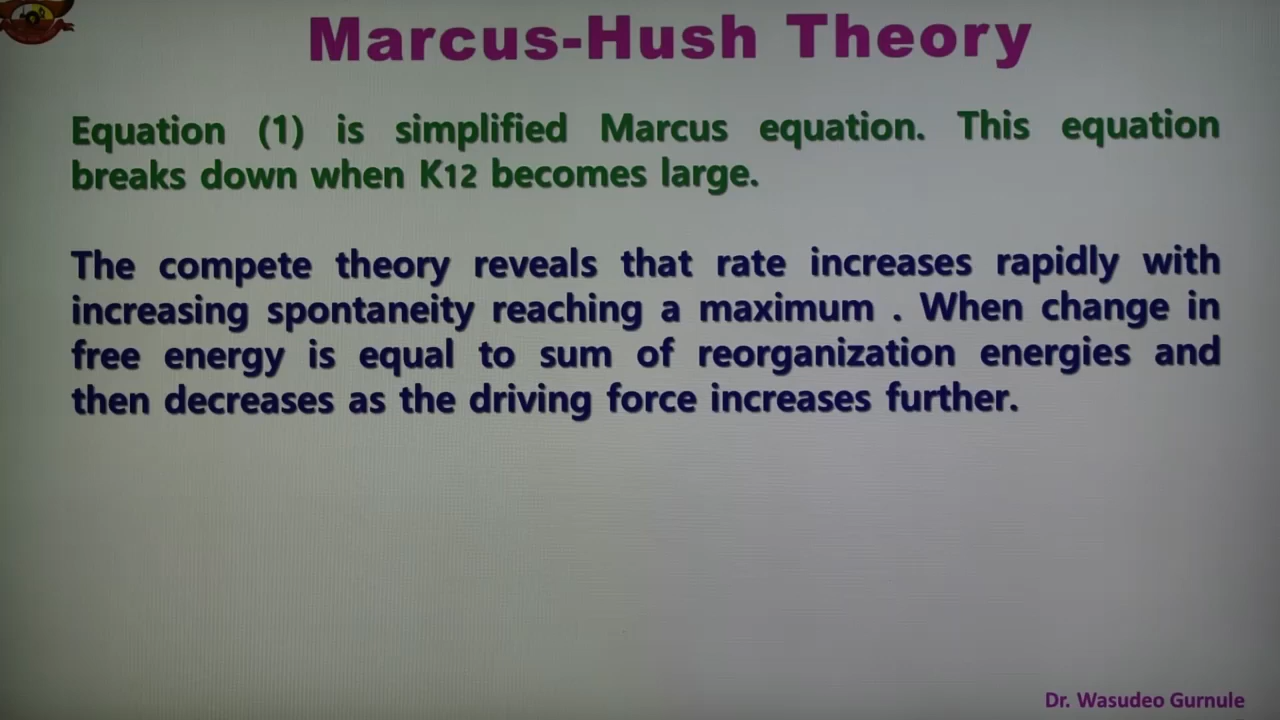 Marcus-Hush Theory
Equation (1) is simplified Marcus equation. This equation
breaks down when K12 becomes large.
The compete theory reveals that rate increases rapidly with
increasing spontaneity reaching a maximum . When change in
free energy is equal to sum of reorganization energies and
then decreases as the driving force increases further.
Dr. Wasudeo Gurnule